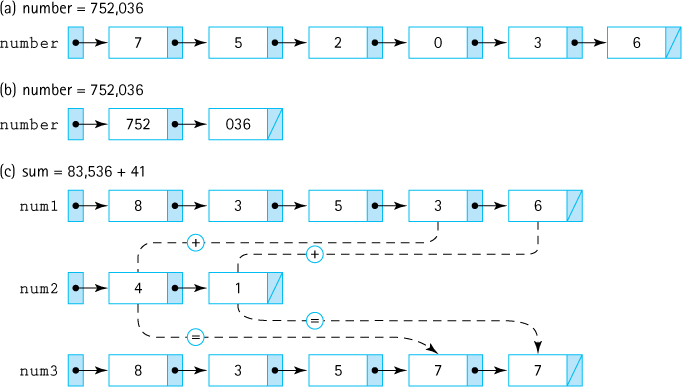 (a) number = 752,036
number 7 5 2 0 3 6
(b) number = 752,036
number 752 036
(c) sum = 83,536 + 41
num1 8 3 5 3 6
+ +
num2 4 1
= =
num3 8 3 5 7 7